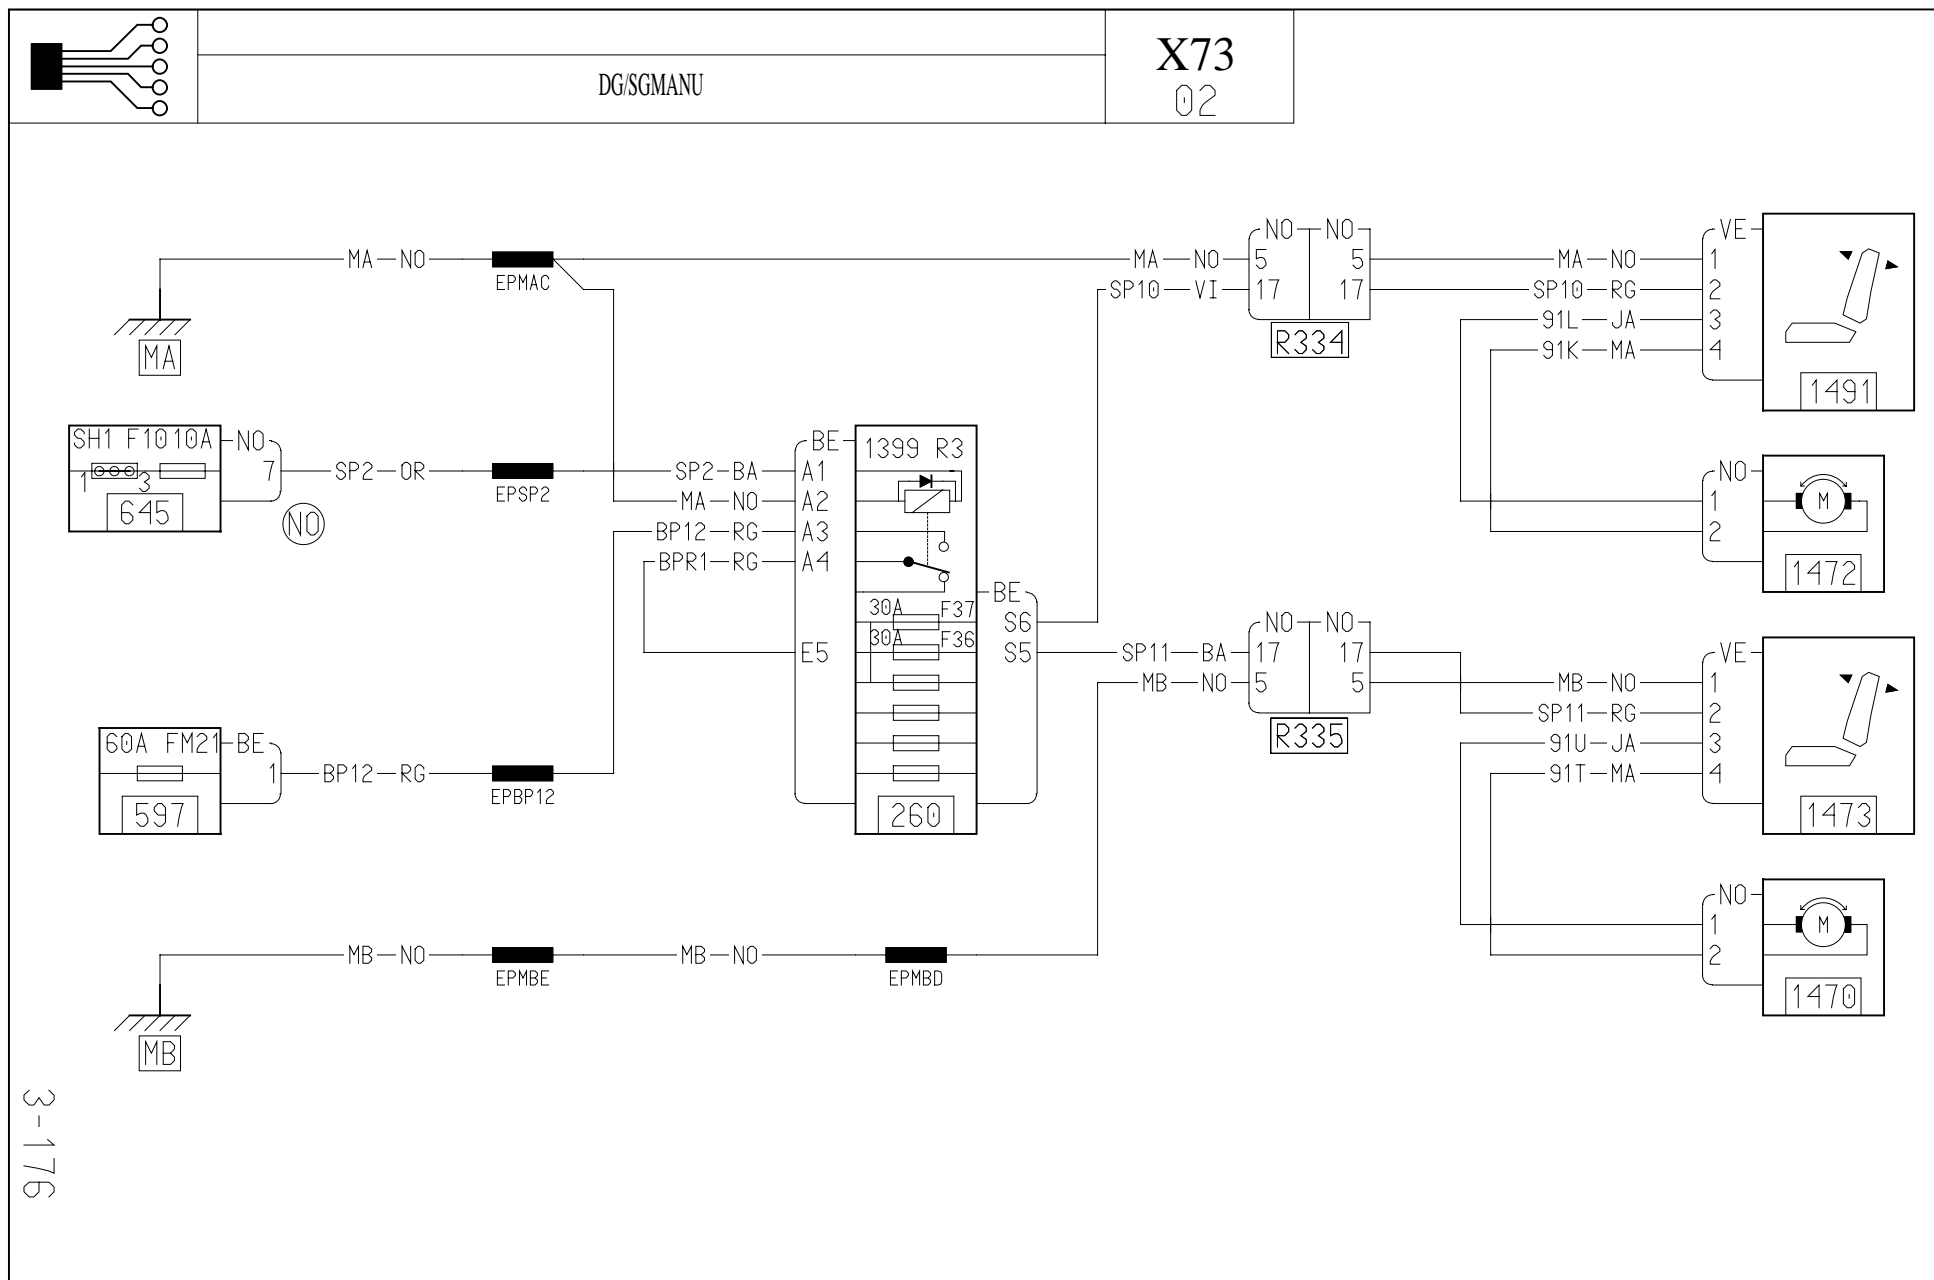 X73
DG/SGMANU
02
NO NO
VE
MA NO EPMAC MA NO 5 5 MA NO 1
SP10 VI 17 17 SP10 RG 2
91L JA 3
R334
91K MA 4
MA
1491
SH1 F10 10A NO
BE 1399 R3
1 3 7 SP2 OR EPSP2 SP2 BA A1
NO
645
NO
MA NO A2
1 M
BP12 RG A3
2
BPR1 RG A4
1472
BE
30A F37
S6
30A F36
E5 S5
NO NO
SP11 BA 17 17
VE
MB NO 5 5 MB NO 1
SP11 RG 2
R335
60A FM21 BE
91U JA 3
1 BP12 RG EPBP12
91T MA 4
597
260
1473
NO
1 M
MB NO EPMBE MB NO EPMBD
2
1470
MB
3-176